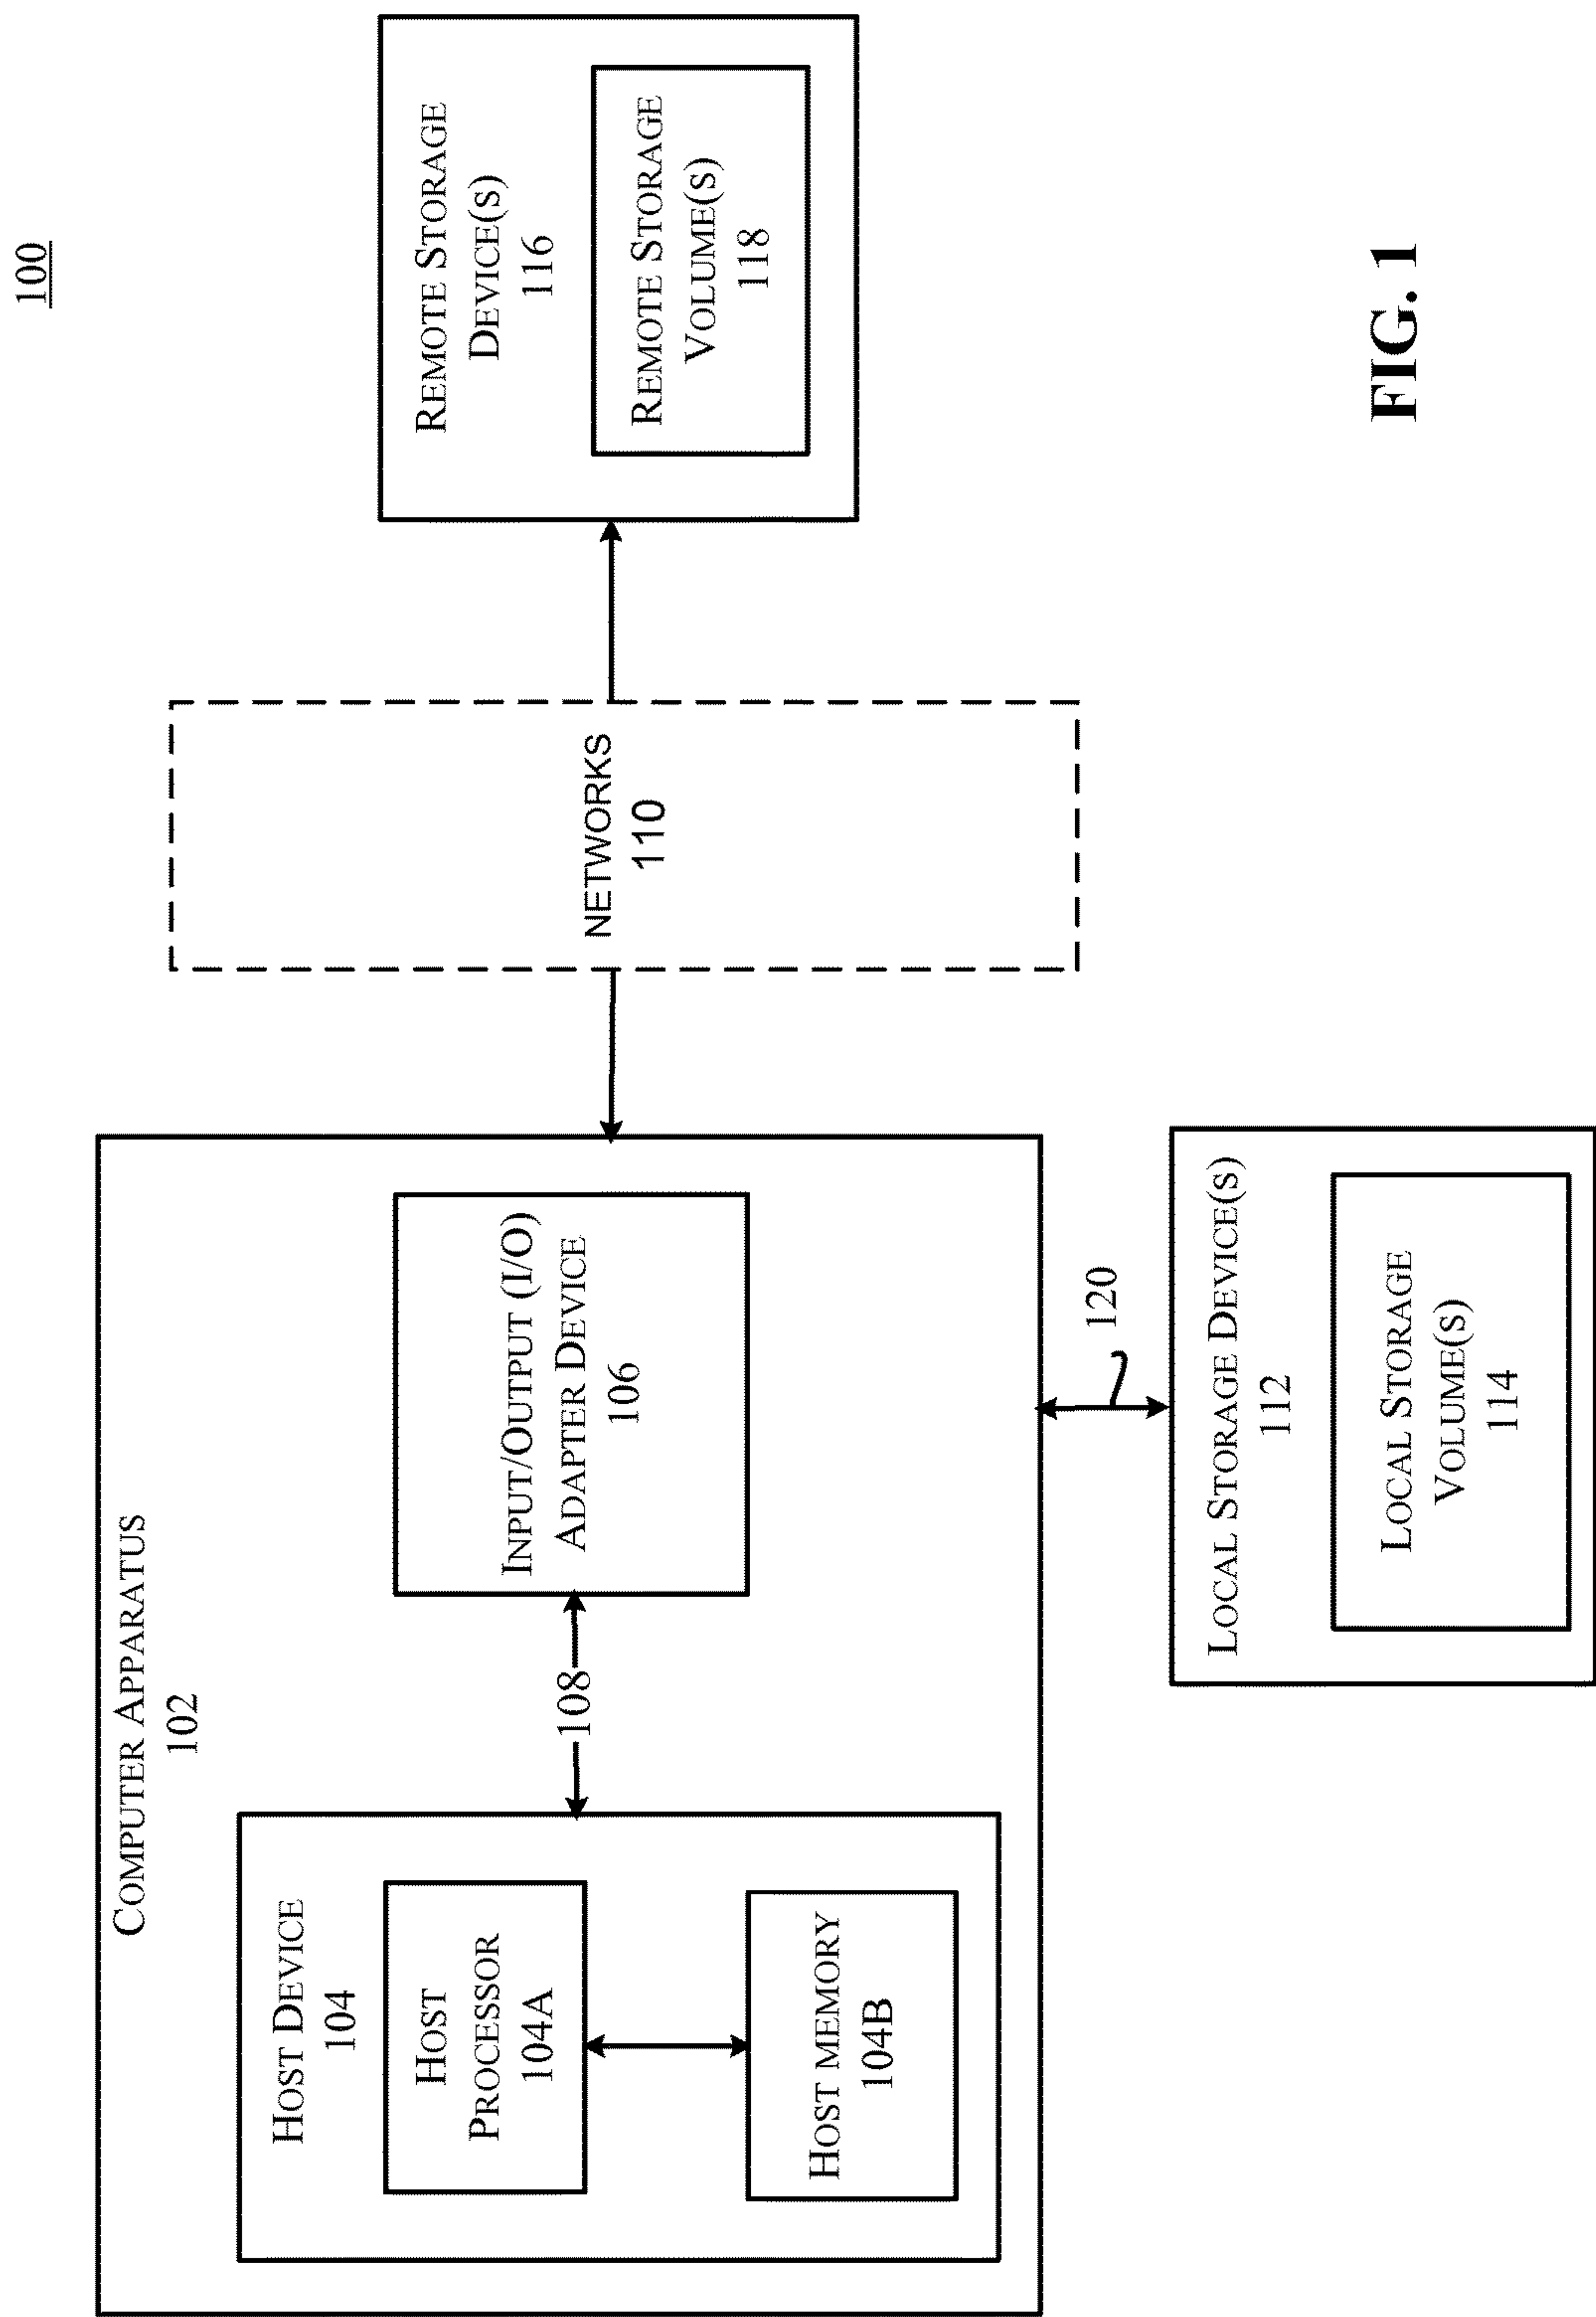 100
COMPUTER APPARATUS
102
HOST DEVICE
104
HOST
PROCESSOR
104A
HOST MEMORY
104B
108
INPUT/OUTPUT (I/O)
ADAPTER DEVICE
106
NETWORKS
110
REMOTE STORAGE
DEVICE(S)
116
REMOTE STORAGE
VOLUME(S)
118
120
LOCAL STORAGE DEVICE(S)
112
LOCAL STORAGE
VOLUME(S)
114
FIG. 1